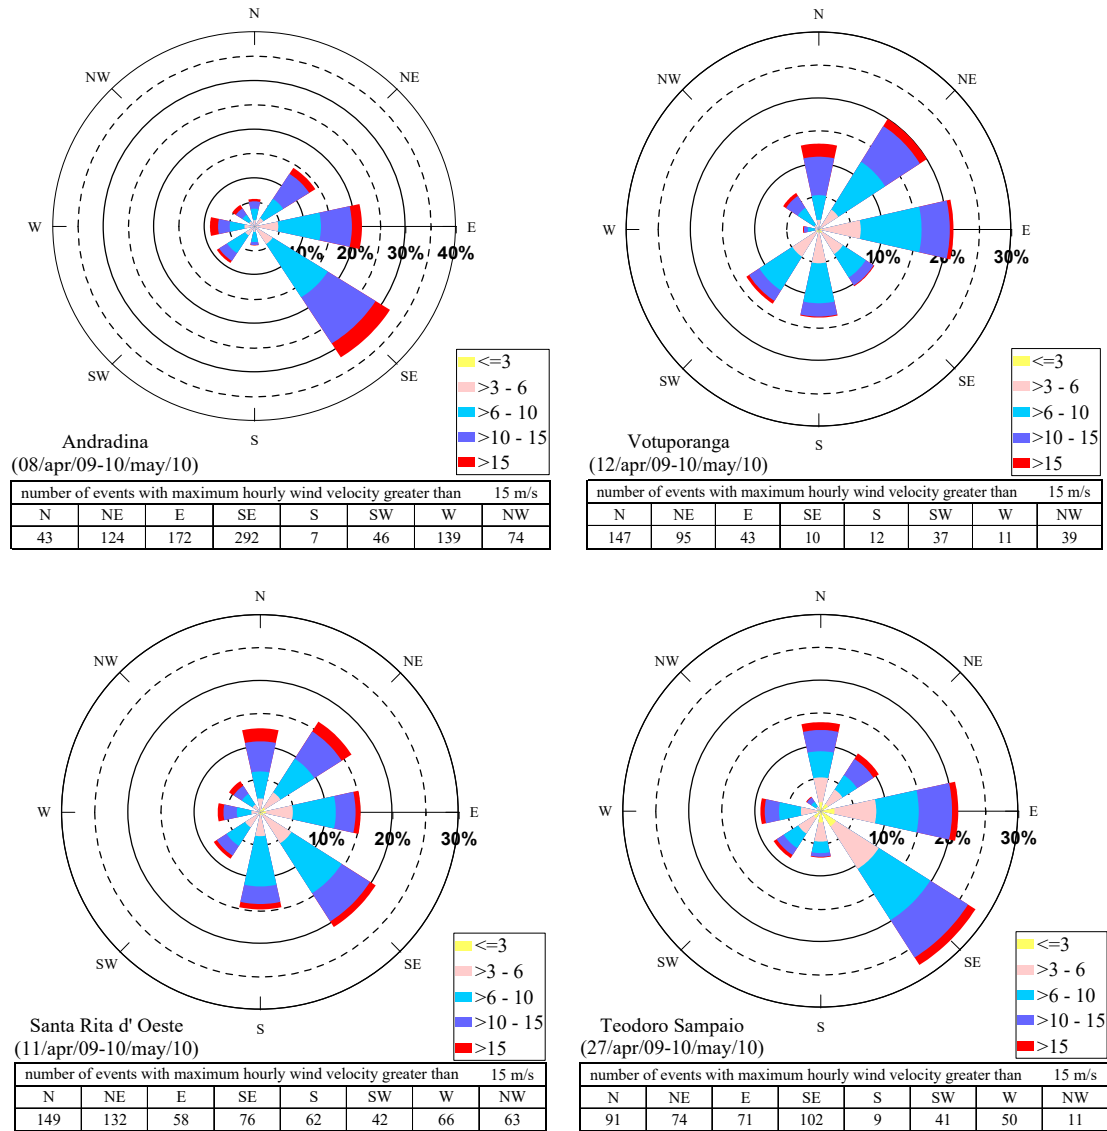 N
NW
NE
W
E
10% 20% 30% 40%
SW
SE
S
<=3
>3 - 6
>6 - 10
>10 - 15
>15
Andradina
(08/apr/09-10/may/10)
number of events with maximum hourly wind velocity greater than 15 m/s
N NE E SE S SW W NW
43 124 172 292 7 46 139 74
N
NW
NE
W
E
10% 20% 30%
SW
SE
S
<=3
>3 - 6
>6 - 10
>10 - 15
>15
Votuporanga
(12/apr/09-10/may/10)
number of events with maximum hourly wind velocity greater than 15 m/s
N NE E SE S SW W NW
147 95 43 10 12 37 11 39
N
NW
NE
W
E
10% 20% 30%
SW
SE
S
<=3
>3 - 6
>6 - 10
>10 - 15
>15
Santa Rita d' Oeste
(11/apr/09-10/may/10)
number of events with maximum hourly wind velocity greater than 15 m/s
N NE E SE S SW W NW
149 132 58 76 62 42 66 63
N
NW
NE
W
E
10% 20% 30%
SW
SE
S
<=3
>3 - 6
>6 - 10
>10 - 15
>15
Teodoro Sampaio
(27/apr/09-10/may/10)
number of events with maximum hourly wind velocity greater than 15 m/s
N NE E SE S SW W NW
91 74 71 102 9 41 50 11